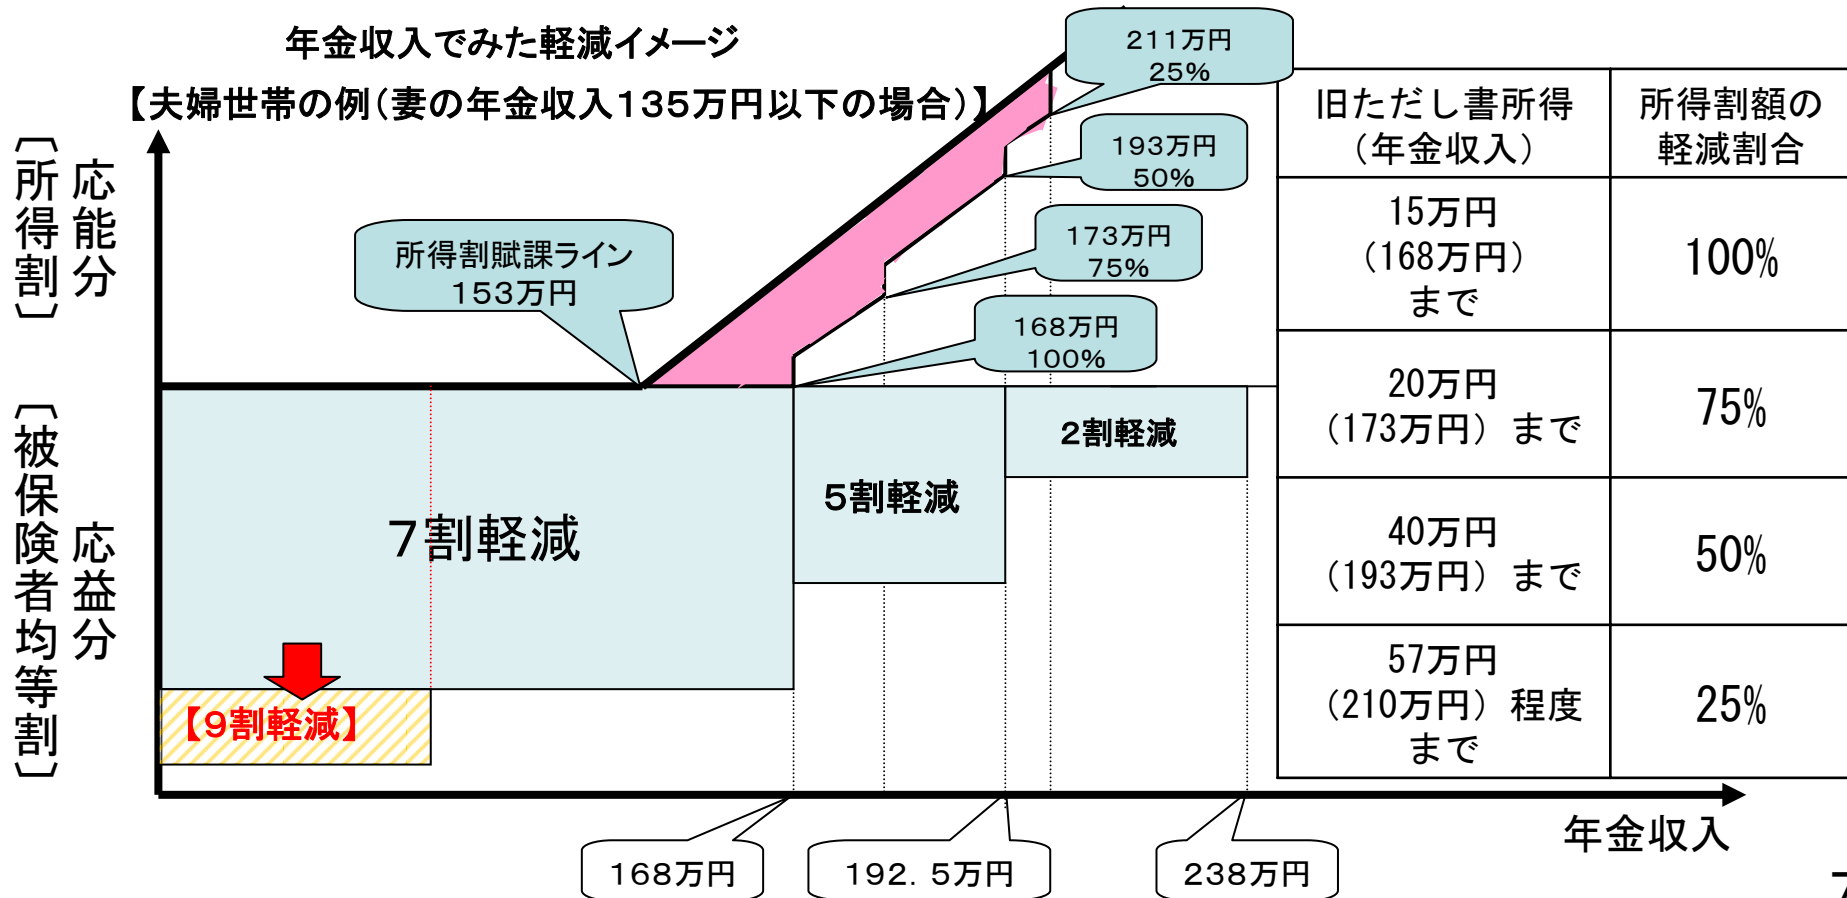 年金収入でみた軽減イメージ
【夫婦世帯の例(妻の年金収入135万円以下の場合)】
応能分
〔所得割〕
応益分
〔被保険者均等割〕
所得割賦課ライン
153万円
211万円
25%
193万円
50%
173万円
75%
168万円
100%
7割軽減
5割軽減
2割軽減
【9割軽減】
168万円
192.5万円
238万円
年金収入
旧ただし書所得
(年金収入)
所得割額の
軽減割合
15万円
(168万円)
まで
100%
20万円
(173万円)まで
75%
40万円
(193万円)まで
50%
57万円
(210万円)程度
まで
25%
7